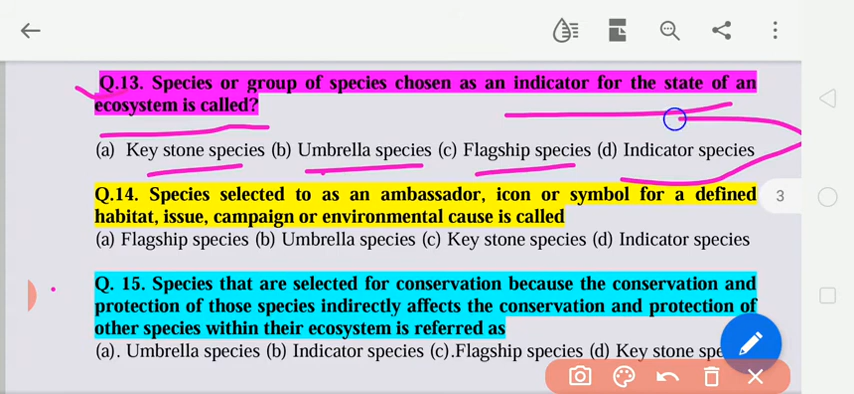 Q.13. Species or group of species chosen as an indicator for the state of an
ecosystem is called?
(a) Key stone species (b) Umbrella species (c) Flagship species (d) Indicator species
Q.14. Species selected to as an ambassador, icon or symbol for a defined
habitat, issue, campaign or environmental cause is called
(a) Flagship species (b) Umbrella species (c) Key stone species (d) Indicator species
3
Q. 15. Species that are selected for conservation because the conservation and
protection of those species indirectly affects the conservation and protection of
other species within their ecosystem is referred as
(a). Umbrella species (b) Indicator species (c).Flagship species (d) Key stone spe